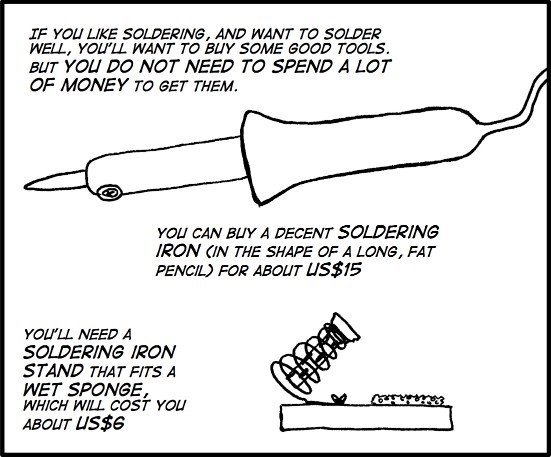 IF YOU LIKE SOLDERING, AND WANT TO SOLDER
WELL, YOU'LL WANT TO BUY SOME GOOD TOOLS.
BUT YOU DO NOT NEED TO SPEND A LOT
OF MONEY TO GET THEM.
YOU CAN BUY A DECENT SOLDERING
IRON (IN THE SHAPE OF A LONG, FAT
PENCIL) FOR ABOUT US$15
YOU'LL NEED A
SOLDERING IRON
STAND THAT FITS A
WET SPONGE,
WHICH WILL COST YOU
ABOUT US$6